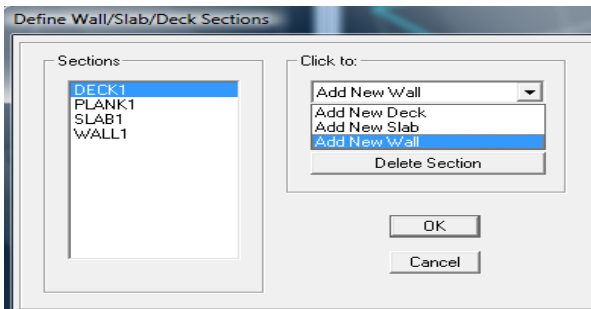 Define Wall/Slab/Deck Sections
Sections
DECK1
PLANK1
SLAB1
WALL1
Click to:
Add New Wall
Add New Deck
Add New Slab
Add New Wall
Delete Section
OK
Cancel